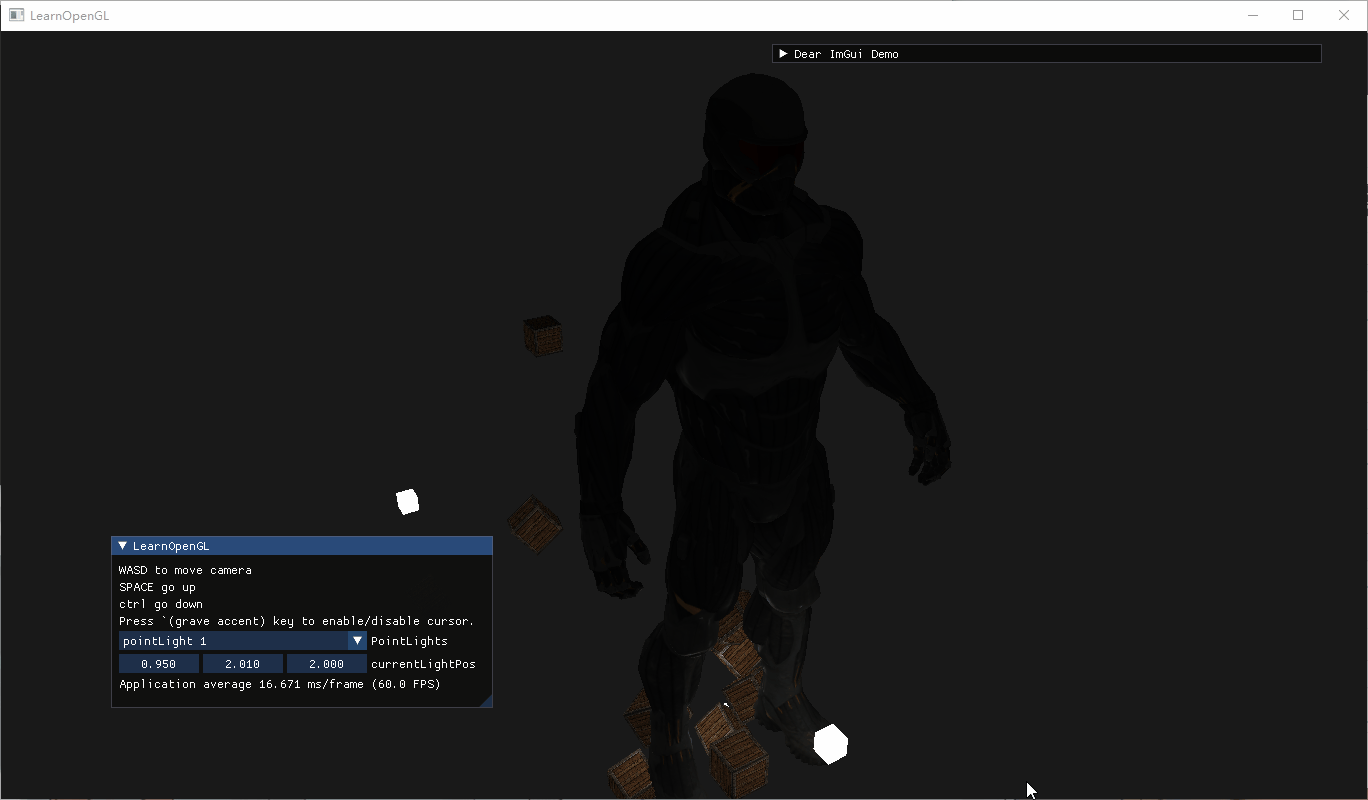 LearnOpenGL
Dear ImGui Demo
LearnOpenGL
WASD to move camera
SPACE go up
ctrl go down
Press `(grave accent) key to enable/disable cursor.
pointLight 1 PointLights
0.950 2.010 2.000 currentLightPos
Application average 16.671 ms/frame (60.0 FPS)